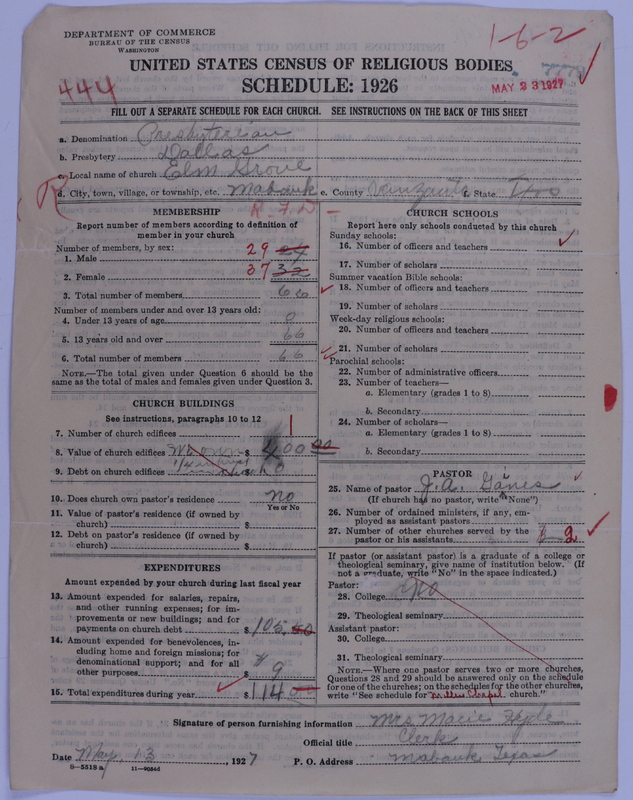 DEPARTMENT OF COMMERCE
BUREAU OF THE CENSUS
WASHINGTON
1-6-2
UNITED STATES CENSUS OF RELIGIOUS BODIES
SCHEDULE: 1926
444
MAY 23 1927
FILL OUT A SEPARATE SCHEDULE FOR EACH CHURCH. SEE INSTRUCTIONS ON THE BACK OF THIS SHEET
a. Denomination Presbyterian
b. Presbytery Dallas
c. Local name of church Elm Grove
d. City, town, village, or township, etc. Mabank e. County Vanzant f. State
R.F.D-
MEMBERSHIP
Report number of members according to definition of member in your church
Number of members, by sex:
1. Male 29
2. Female 37 32
3. Total number of members 66
Number of members under and over 13 years old:
4. Under 13 years of age 0
5. 13 years old and over 66
6. Total number of members 66
NOTE.—The total given under Question 6 should be the same as the total of males and females given under Question 3.
CHURCH BUILDINGS
See instructions, paragraphs 10 to 12
7. Number of church edifices 1
8. Value of church edifices $ 400 00
9. Debt on church edifices $
10. Does church own pastor's residence no
Yes or No
11. Value of pastor's residence (if owned by church) $
12. Debt on pastor's residence (if owned by church) $
EXPENDITURES
Amount expended by your church during last fiscal year
13. Amount expended for salaries, repairs, and other running expenses; for improvements or new buildings; and for payments on church debt $ 105.50
14. Amount expended for benevolences, including home and foreign missions; for denominational support; and for all other purposes $ 9
15. Total expenditures during year $ 114
CHURCH SCHOOLS
Report here only schools conducted by this church
Sunday schools:
16. Number of officers and teachers
17. Number of scholars
Summer vacation Bible schools:
18. Number of officers and teachers
19. Number of scholars
Week-day religious schools:
20. Number of officers and teachers
21. Number of scholars
Parochial schools:
22. Number of administrative officers
23. Number of teachers—
a. Elementary (grades 1 to 8)
b. Secondary
24. Number of scholars—
a. Elementary (grades 1 to 8)
b. Secondary
PASTOR
25. Name of pastor J. A. Gaines
(If church has no pastor, write "None")
26. Number of ordained ministers, if any, employed as assistant pastors
27. Number of other churches served by the pastor or his assistants 2
If pastor (or assistant pastor) is a graduate of a college or theological seminary, give name of institution below. (If not a graduate, write "No" in the space indicated.)
Pastor:
28. College No
29. Theological seminary
Assistant pastor:
30. College
31. Theological seminary
NOTE.—Where one pastor serves two or more churches, Questions 28 and 29 should be answered only on the schedule for one of the churches; on the schedules for the other churches, write "See schedule for Mills Chapel church."
Signature of person furnishing information Mrs Macie Hyde
Official title Clerk
Date May, 13, 1927 P. O. Address Mabank Texas
8-5518 a 11-9056d